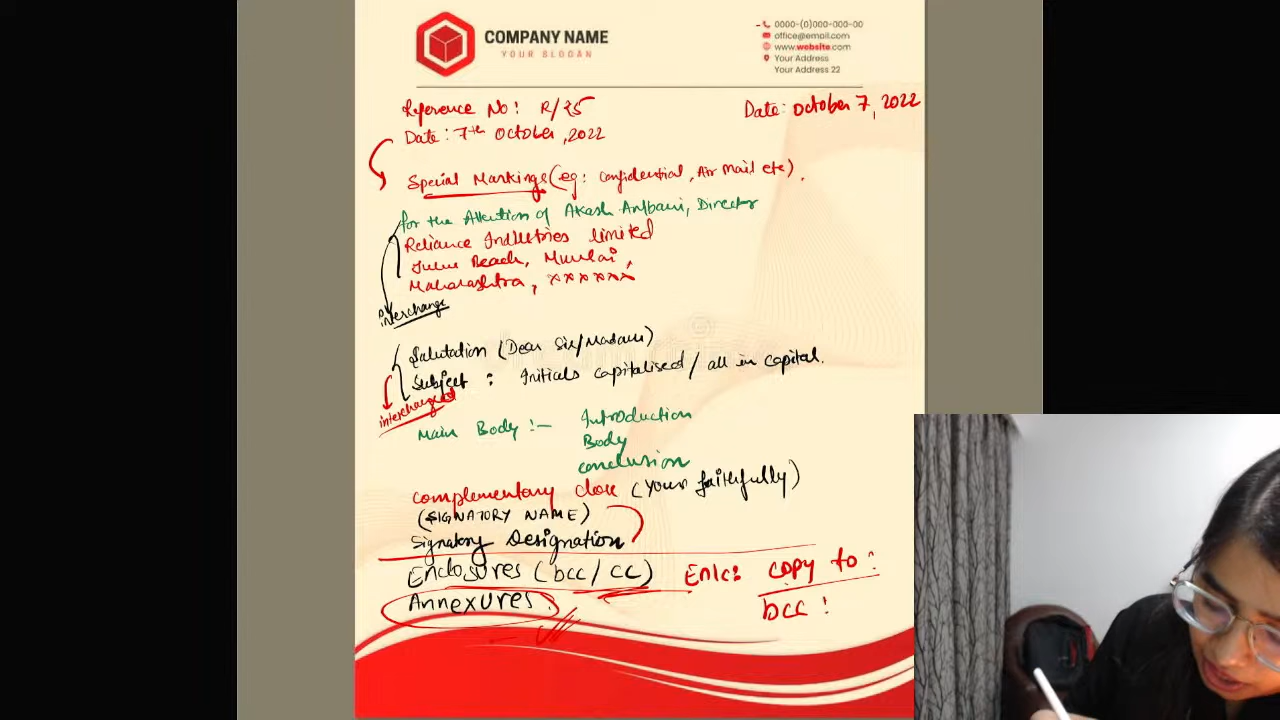 COMPANY NAME
YOUR SLOGAN
0000-(0)000-000-00
office@email.com
www.website.com
Your Address
Your Address 22
Reference No: R/25
Date: October 7, 2022
Date: 7th October, 2022
Special Markings (eg: Confidential, Air Mail etc).
for the Attention of Akash Ambani, Director
Reliance Industries limited
Beach, Mumbai,
Maharashtra, xxxxxx
interchange
Salutation (Dear Sir/Madam)
Subject : Initials capitalised / all in capital.
interchanged
Main Body :- Introduction
Body
conclusion
Complementary close (Your faithfully)
(SIGNATORY NAME)
Signatory Designation
Enclosures (bcc/cc) Enlc: copy to:
Annexures. bcc: